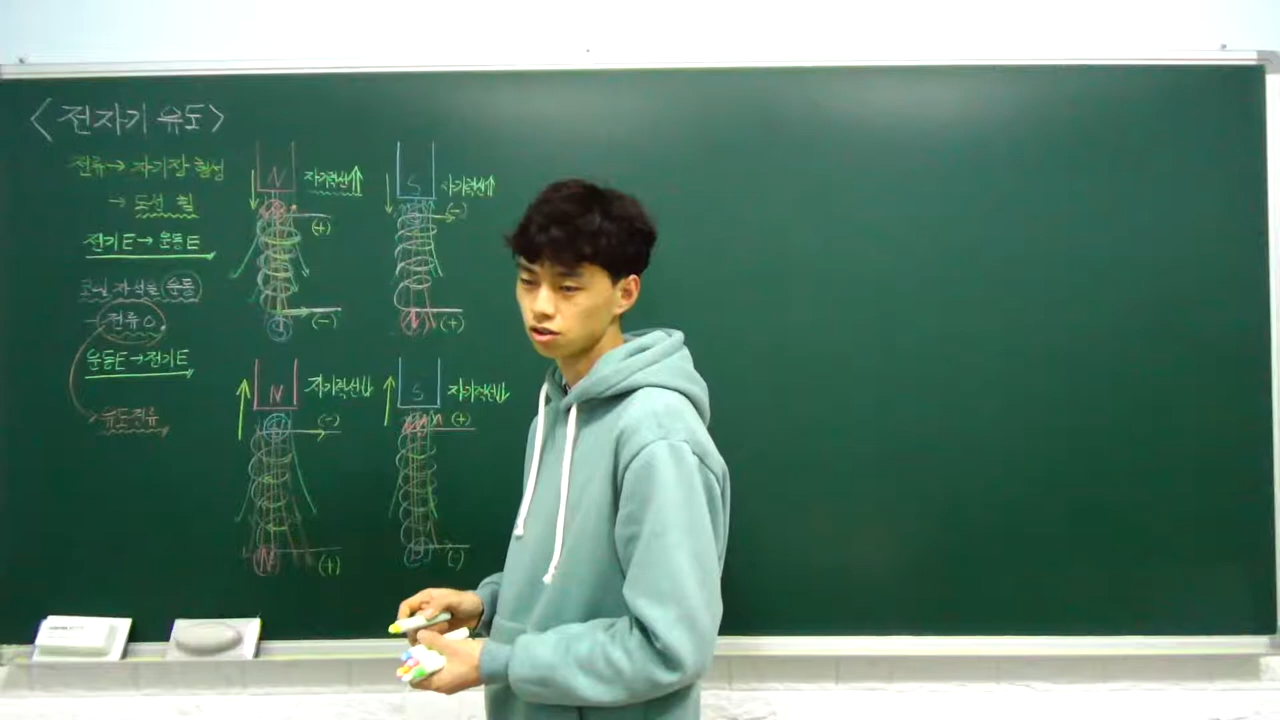 <전자기 유도>
전류→ 자기장 형성
→ 도선 힘
전기E → 운동E
코일 자석을 운동
→ 전류 O.
운동E → 전기E
유도전류
N
자기력선⇈
(+)
(-)
S
자기력선⇈
(-)
N
(+)
N
자기력선⇊
(-)
N
(+)
S
자기력선⇊
(+)
(-)